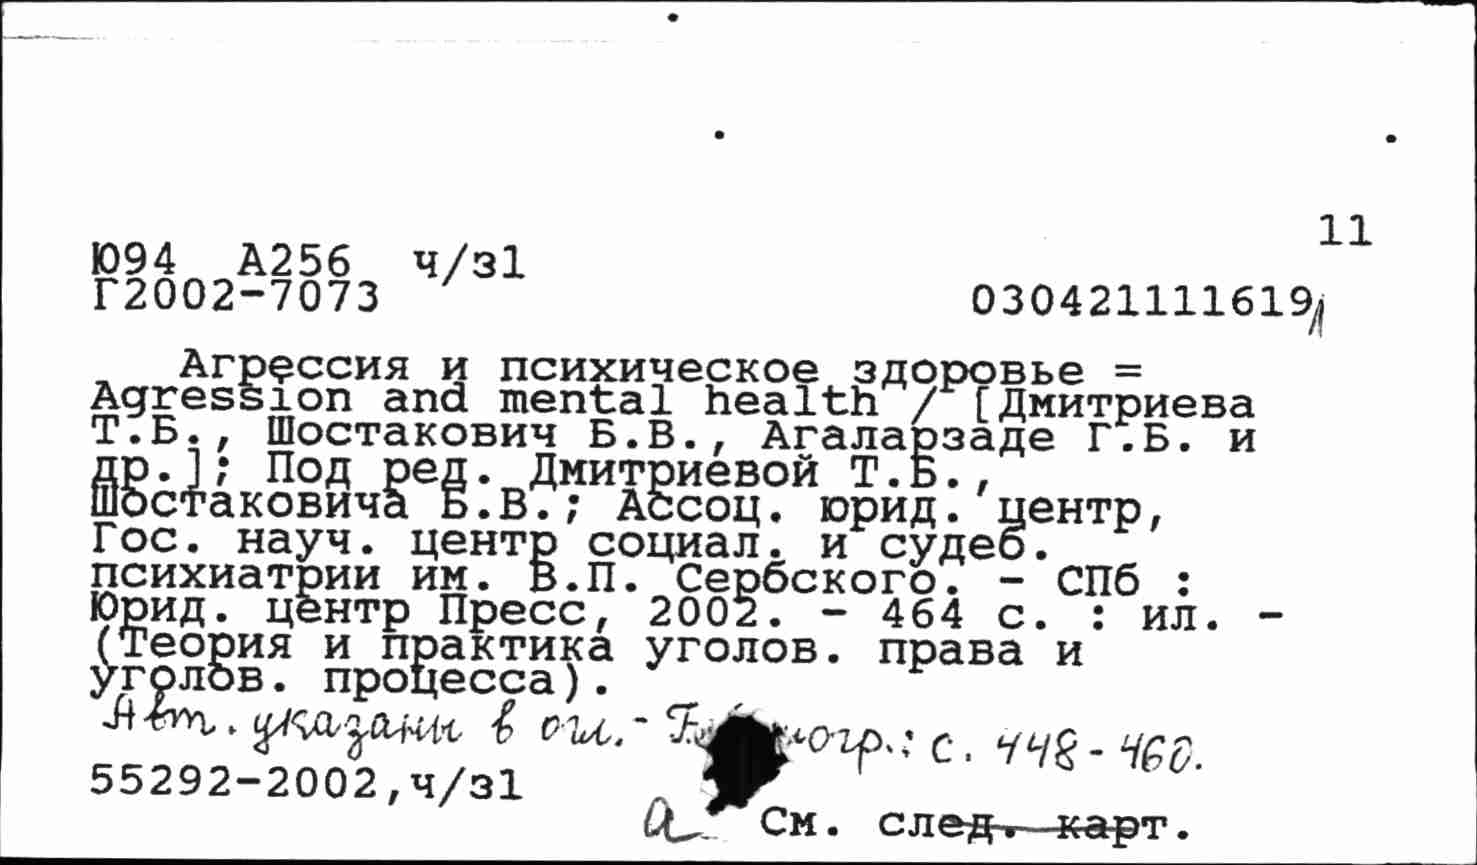 11
Ю94 А256 ч/з1
Г2002-7073 030421111619
Агрессия и психическое здоровье =
Agression and mental health / [Дмитриева
Т.Б., Шостакович Б.В., Агаларзаде Г.Б. и
др.]; Под ред. Дмитриевой Т.Б.,
Шостаковича Б.В.; Ассоц. юрид. центр,
Гос. науч. центр социал. и судеб.
психиатрии им. В.П. Сербского. - СПб :
Юрид. центр Пресс, 2002. - 464 с. : ил. -
(Теория и практика уголов. права и
уголов. процесса).
Авт. указаны в огл. - : с. 448-460.
55292-2002,ч/з1
а См. след. карт.